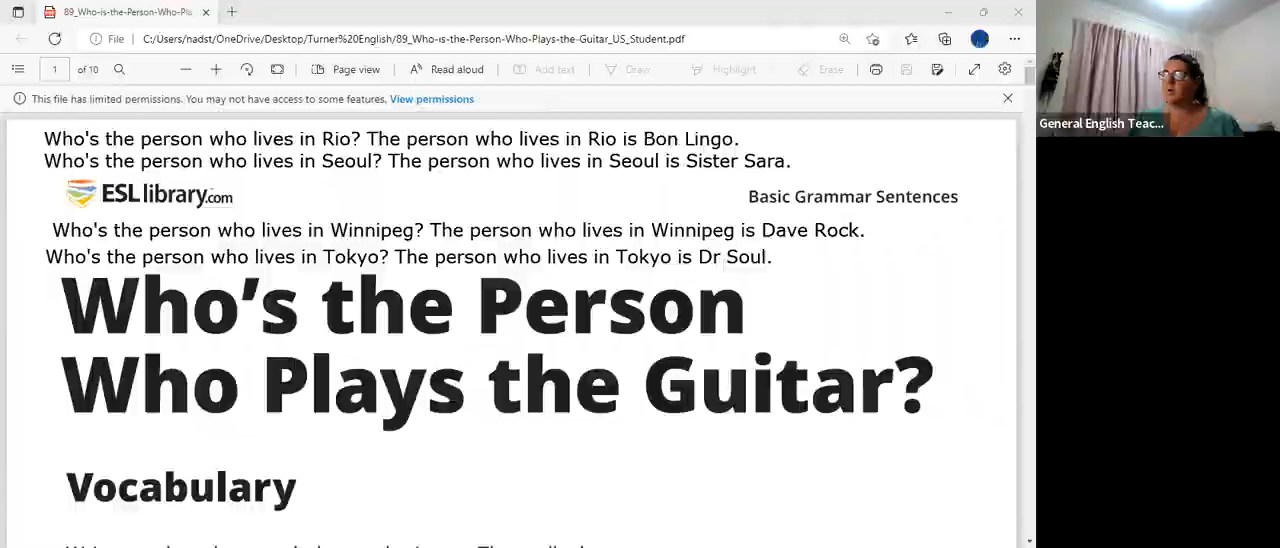 89_Who-is-the-Person-Who-Pla
File C:/Users/nadst/OneDrive/Desktop/Turner%20English/89_Who-is-the-Person-Who-Plays-the-Guitar_US_Student.pdf
1 of 10 Page view Read aloud Add text Draw Highlight Erase
This file has limited permissions. You may not have access to some features. View permissions
General English Teac...
Who's the person who lives in Rio? The person who lives in Rio is Bon Lingo.
Who's the person who lives in Seoul? The person who lives in Seoul is Sister Sara.
ESLlibrary.com Basic Grammar Sentences
Who's the person who lives in Winnipeg? The person who lives in Winnipeg is Dave Rock.
Who's the person who lives in Tokyo? The person who lives in Tokyo is Dr Soul.
Who's the Person
Who Plays the Guitar?
Vocabulary